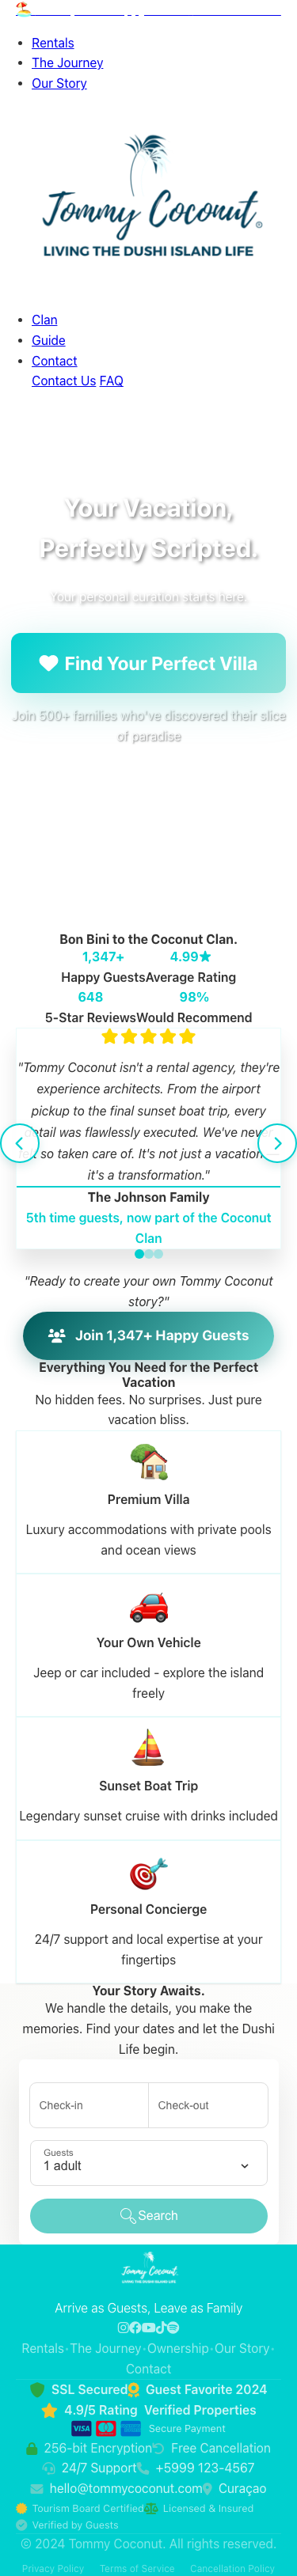 Rentals
The Journey
Our Story
Tommy Coconut®
LIVING THE DUSHI ISLAND LIFE
Clan
Guide
Contact
Contact Us FAQ
Your Vacation,
Perfectly Scripted.
Your personal curation starts here.
Find Your Perfect Villa
Join 500+ families who've discovered their slice
of paradise
Bon Bini to the Coconut Clan.
1,347+ 4.99★
Happy Guests Average Rating
648 98%
5-Star Reviews Would Recommend
"Tommy Coconut isn't a rental agency, they're
experience architects. From the airport
pickup to the final sunset boat trip, every
detail was flawlessly executed. We've never
felt so taken care of. It's not just a vacation -
it's a transformation."
The Johnson Family
5th time guests, now part of the Coconut
Clan
"Ready to create your own Tommy Coconut
story?"
Join 1,347+ Happy Guests
Everything You Need for the Perfect
Vacation
No hidden fees. No surprises. Just pure
vacation bliss.
Premium Villa
Luxury accommodations with private pools
and ocean views
Your Own Vehicle
Jeep or car included - explore the island
freely
Sunset Boat Trip
Legendary sunset cruise with drinks included
Personal Concierge
24/7 support and local expertise at your
fingertips
Your Story Awaits.
We handle the details, you make the
memories. Find your dates and let the Dushi
Life begin.
Check-in Check-out
Guests
1 adult
Search
Tommy Coconut
Arrive as Guests, Leave as Family
Rentals · The Journey · Ownership · Our Story ·
Contact
SSL Secured Guest Favorite 2024
4.9/5 Rating Verified Properties
VISA Secure Payment
256-bit Encryption Free Cancellation
24/7 Support +5999 123-4567
hello@tommycoconut.com Curaçao
Tourism Board Certified Licensed & Insured
Verified by Guests
© 2024 Tommy Coconut. All rights reserved.
Privacy Policy Terms of Service Cancellation Policy